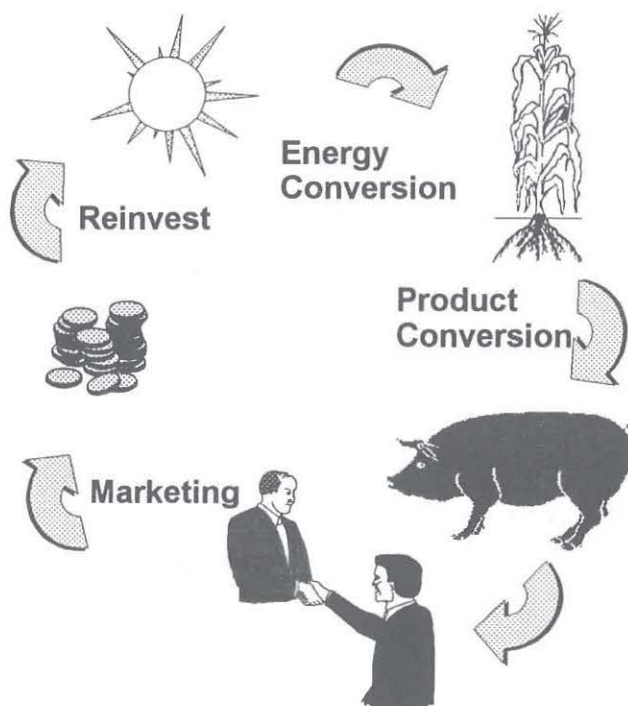 Energy
Conversion
Reinvest
Product
Conversion
Marketing